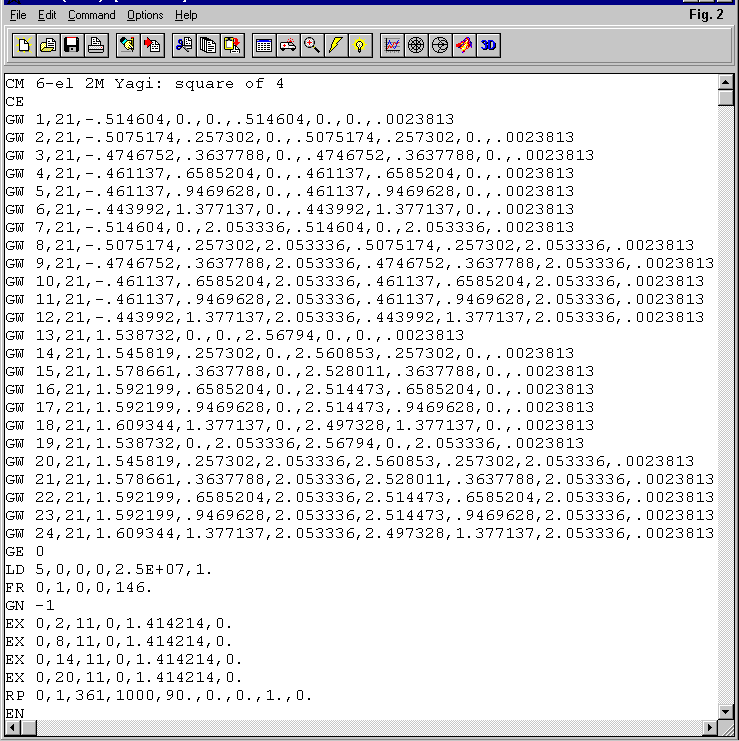 File Edit Command Options Help Fig. 2
3D
CM 6-el 2M Yagi: square of 4
CE
GW 1,21,-.514604,0.,0.,.514604,0.,0.,.0023813
GW 2,21,-.5075174,.257302,0.,.5075174,.257302,0.,.0023813
GW 3,21,-.4746752,.3637788,0.,.4746752,.3637788,0.,.0023813
GW 4,21,-.461137,.6585204,0.,.461137,.6585204,0.,.0023813
GW 5,21,-.461137,.9469628,0.,.461137,.9469628,0.,.0023813
GW 6,21,-.443992,1.377137,0.,.443992,1.377137,0.,.0023813
GW 7,21,-.514604,0.,2.053336,.514604,0.,2.053336,.0023813
GW 8,21,-.5075174,.257302,2.053336,.5075174,.257302,2.053336,.0023813
GW 9,21,-.4746752,.3637788,2.053336,.4746752,.3637788,2.053336,.0023813
GW 10,21,-.461137,.6585204,2.053336,.461137,.6585204,2.053336,.0023813
GW 11,21,-.461137,.9469628,2.053336,.461137,.9469628,2.053336,.0023813
GW 12,21,-.443992,1.377137,2.053336,.443992,1.377137,2.053336,.0023813
GW 13,21,1.538732,0.,0.,2.56794,0.,0.,.0023813
GW 14,21,1.545819,.257302,0.,2.560853,.257302,0.,.0023813
GW 15,21,1.578661,.3637788,0.,2.528011,.3637788,0.,.0023813
GW 16,21,1.592199,.6585204,0.,2.514473,.6585204,0.,.0023813
GW 17,21,1.592199,.9469628,0.,2.514473,.9469628,0.,.0023813
GW 18,21,1.609344,1.377137,0.,2.497328,1.377137,0.,.0023813
GW 19,21,1.538732,0.,2.053336,2.56794,0.,2.053336,.0023813
GW 20,21,1.545819,.257302,2.053336,2.560853,.257302,2.053336,.0023813
GW 21,21,1.578661,.3637788,2.053336,2.528011,.3637788,2.053336,.0023813
GW 22,21,1.592199,.6585204,2.053336,2.514473,.6585204,2.053336,.0023813
GW 23,21,1.592199,.9469628,2.053336,2.514473,.9469628,2.053336,.0023813
GW 24,21,1.609344,1.377137,2.053336,2.497328,1.377137,2.053336,.0023813
GE 0
LD 5,0,0,0,2.5E+07,1.
FR 0,1,0,0,146.
GN -1
EX 0,2,11,0,1.414214,0.
EX 0,8,11,0,1.414214,0.
EX 0,14,11,0,1.414214,0.
EX 0,20,11,0,1.414214,0.
RP 0,1,361,1000,90.,0.,0.,1.,0.
EN